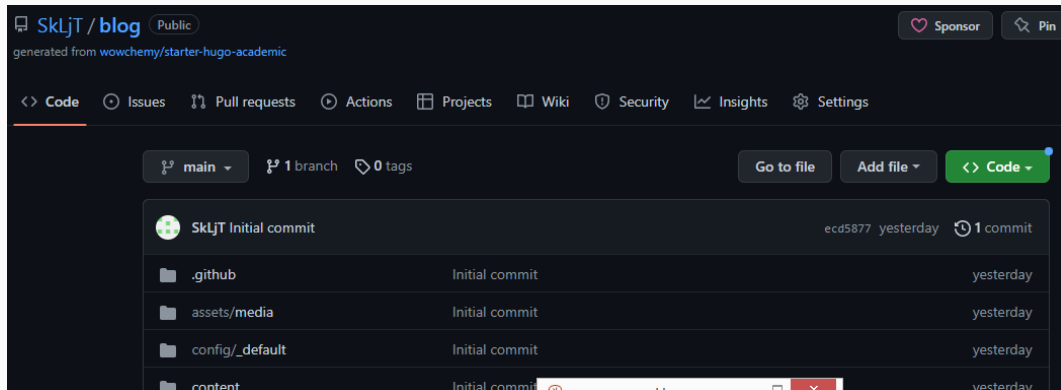 SkLjT / blog Public Sponsor Pin
generated from wowchemy/starter-hugo-academic
Code Issues Pull requests Actions Projects Wiki Security Insights Settings
main 1 branch 0 tags Go to file Add file Code
SkLjT Initial commit ecd5877 yesterday 1 commit
.github Initial commit yesterday
assets/media Initial commit yesterday
config/_default Initial commit yesterday
content Initial commit yesterday